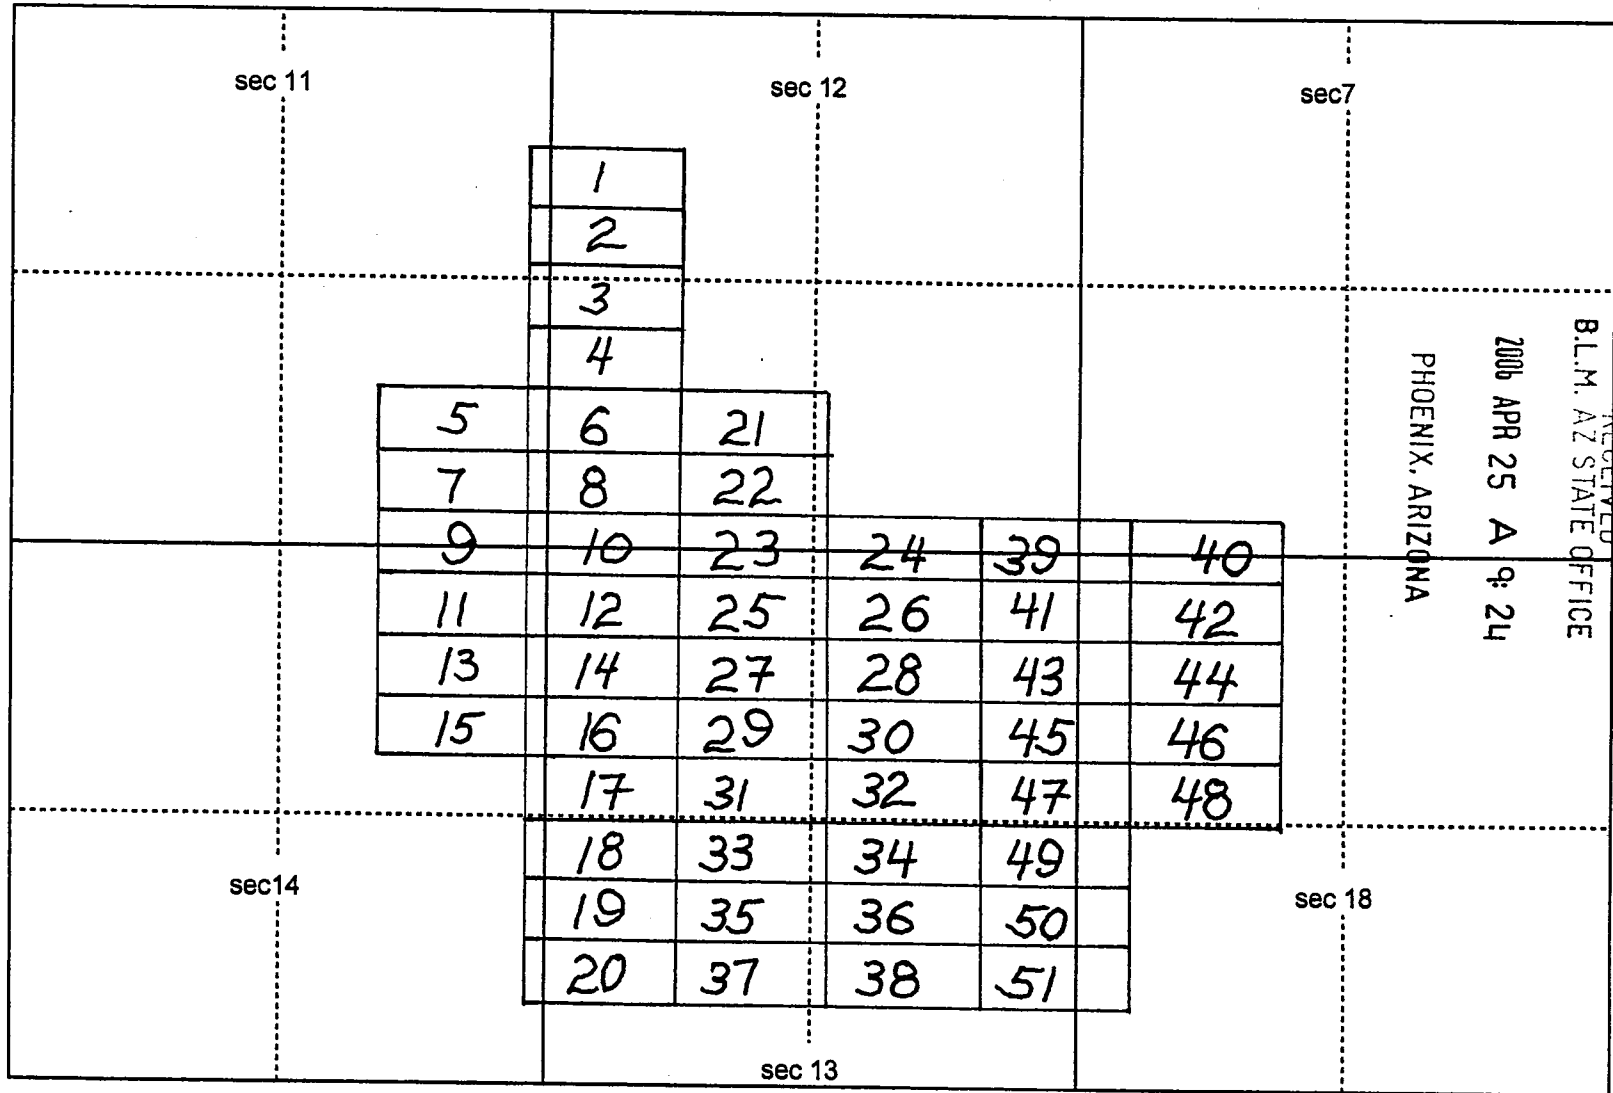 sec 11 sec 12 sec7
1
2
3
4
5 6 21
7 8 22
9 10 23 24 39 40
11 12 25 26 41 42
13 14 27 28 43 44
15 16 29 30 45 46
17 31 32 47 48
18 33 34 49
19 35 36 50
20 37 38 51
sec14 sec 18
sec 13
RECEIVED
B.L.M. AZ STATE OFFICE
2006 APR 25 A 9: 24
PHOENIX, ARIZONA